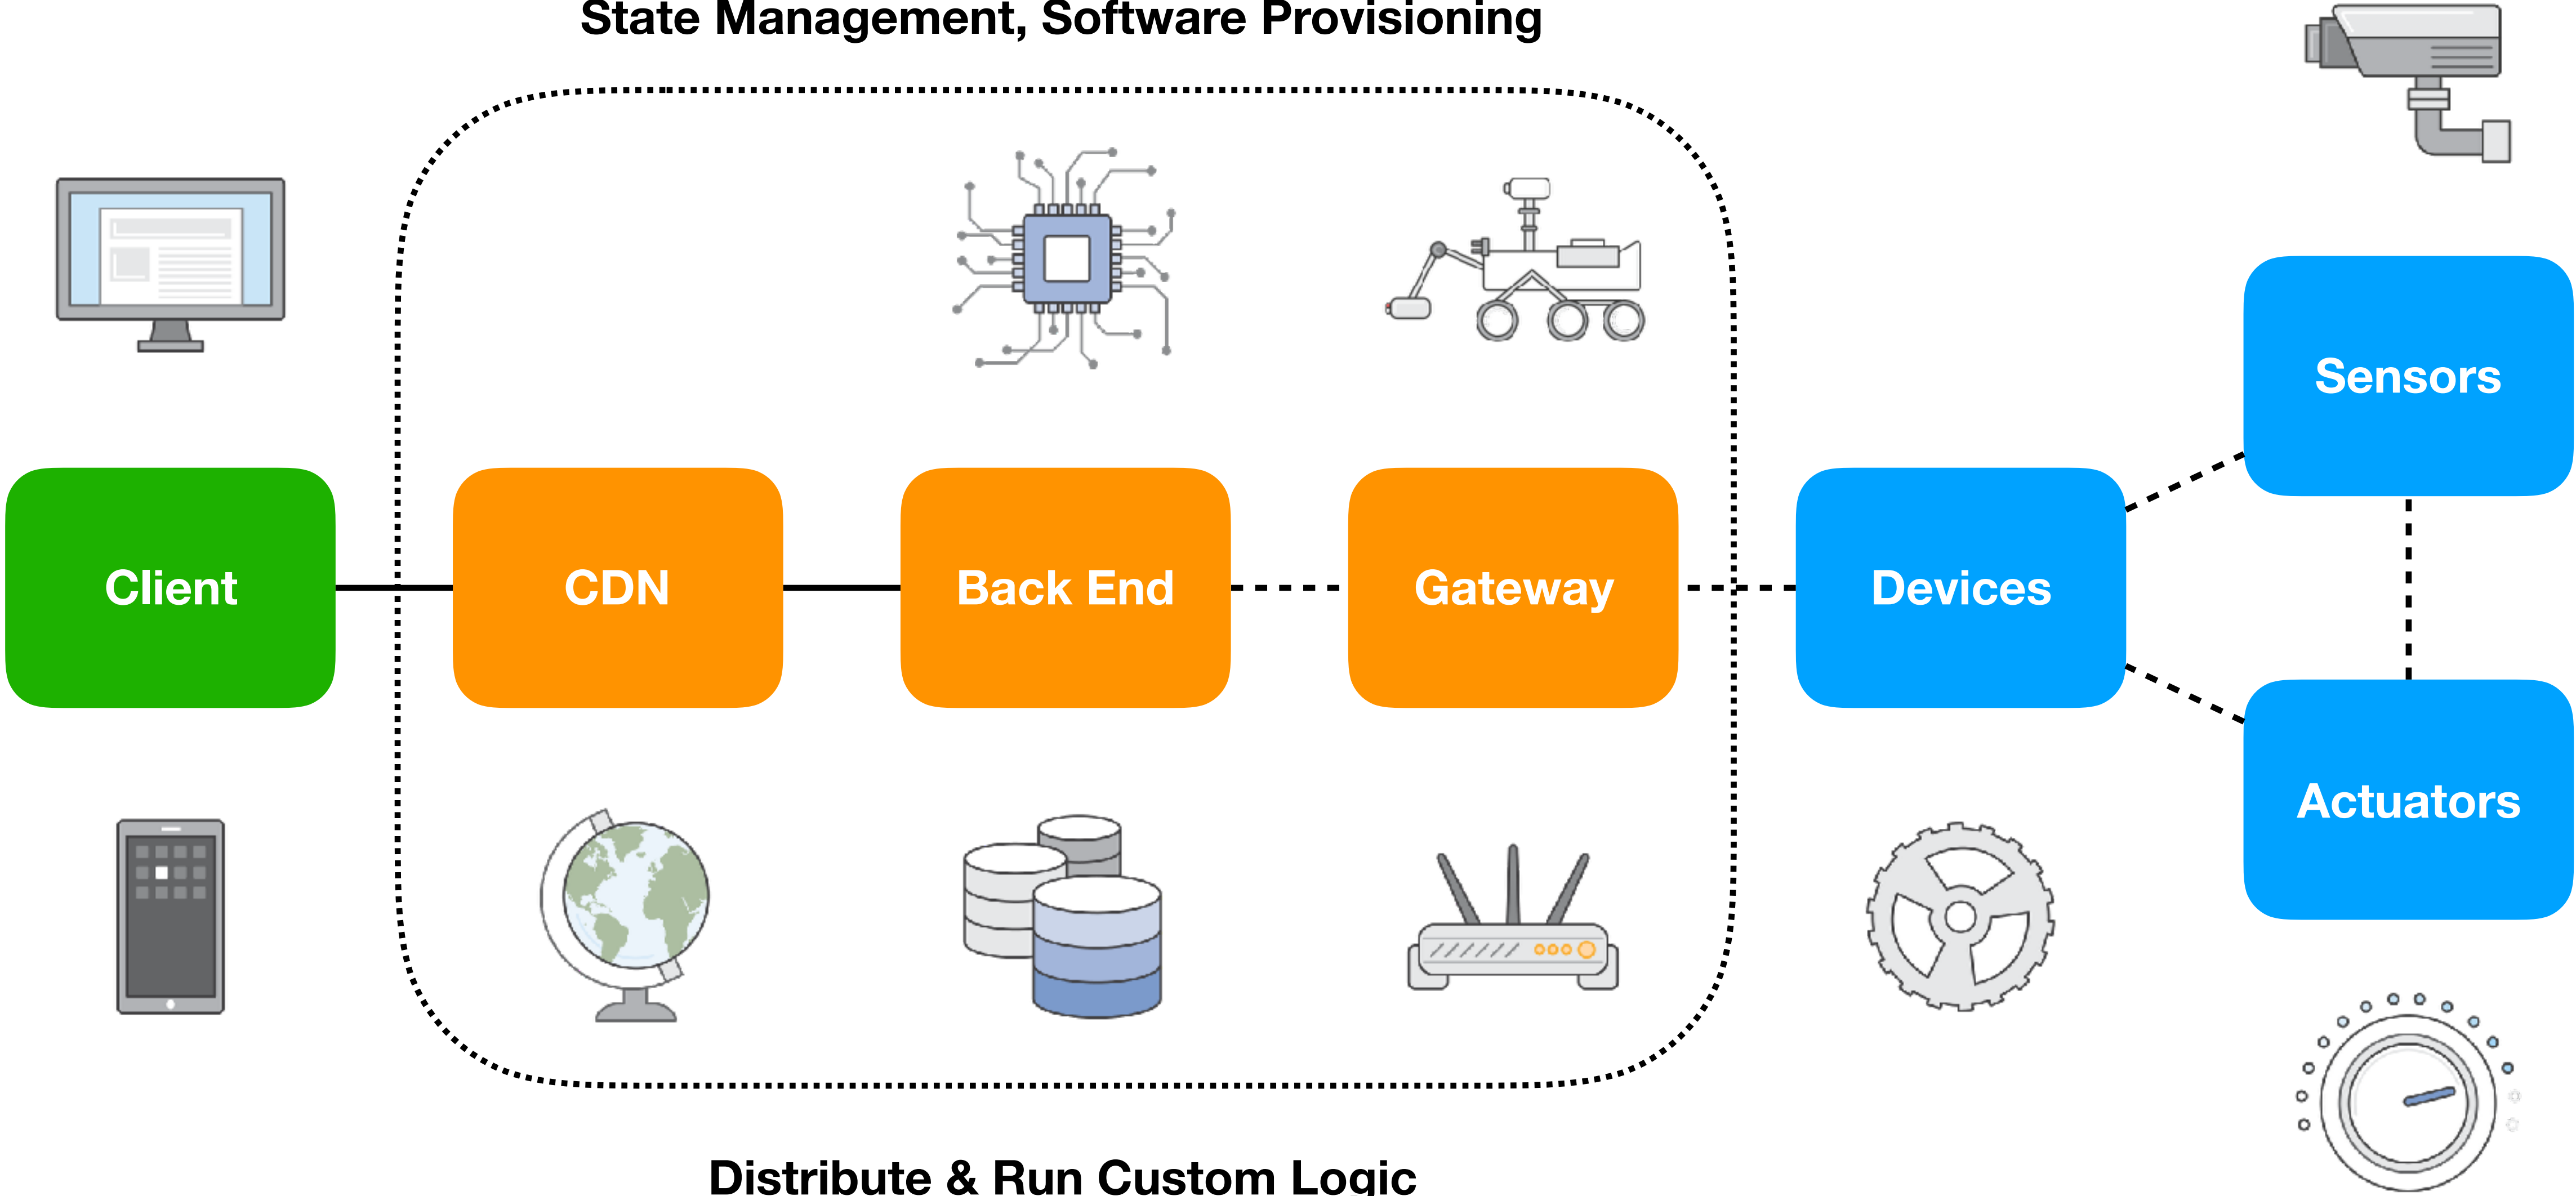 State Management, Software Provisioning
Sensors
Client
CDN
Back End
Gateway
Devices
Actuators
Distribute & Run Custom Logic